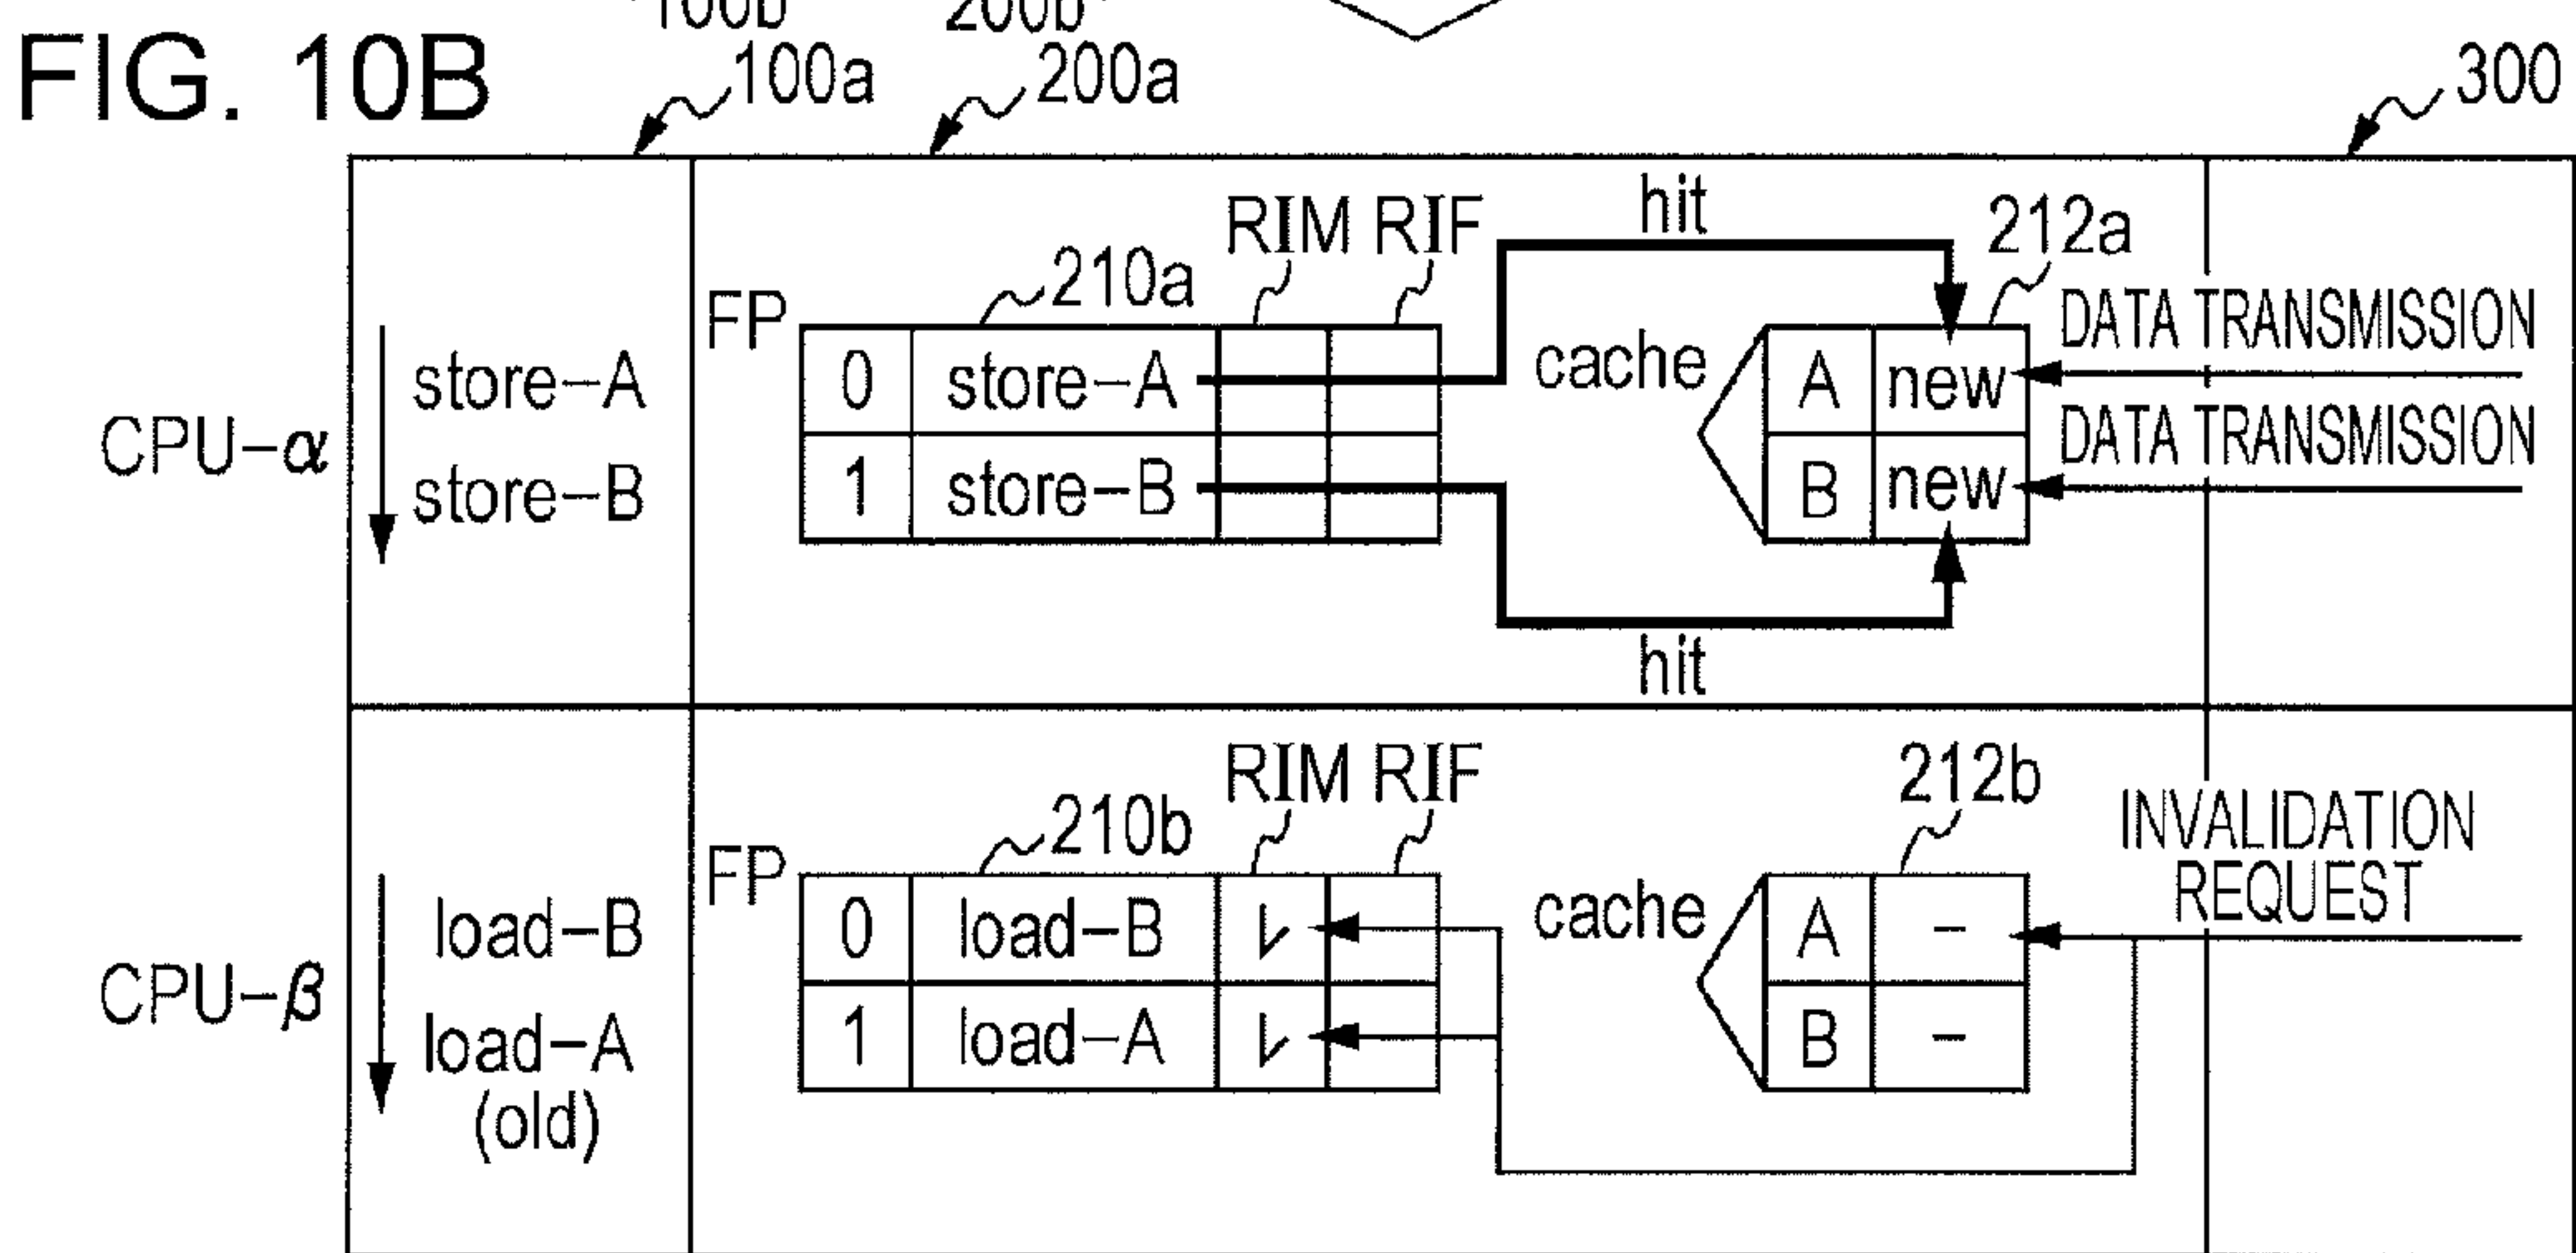 100b 200b
FIG. 10B 100a 200a 300
hit
RIM RIF 212a
FP 210a
DATA TRANSMISSION
0 store-A cache A new
store-A
DATA TRANSMISSION
CPU-α
1 store-B B new
store-B
hit
RIM RIF 212b
FP 210b
INVALIDATION
REQUEST
load-B 0 load-B cache A -
CPU-β
load-A 1 load-A B -
(old)